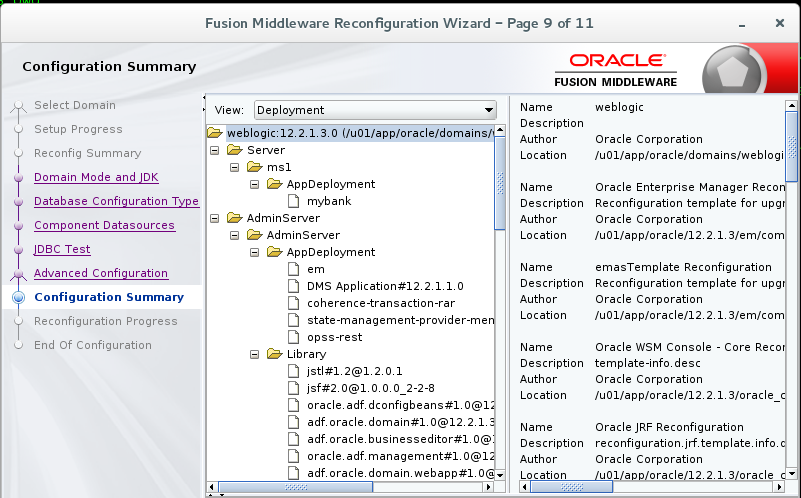 Fusion Middleware Reconfiguration Wizard – Page 9 of 11
Configuration Summary
ORACLE
FUSION MIDDLEWARE
Select Domain
Setup Progress
Reconfig Summary
Domain Mode and JDK
Database Configuration Type
Component Datasources
JDBC Test
Advanced Configuration
Configuration Summary
Reconfiguration Progress
End Of Configuration
View: Deployment
weblogic:12.2.1.3.0 (/u01/app/oracle/domains/
Server
ms1
AppDeployment
mybank
AdminServer
AdminServer
AppDeployment
em
DMS Application#12.2.1.1.0
coherence-transaction-rar
state-management-provider-men
opss-rest
Library
jstl#1.2@1.2.0.1
jsf#2.0@1.0.0.0_2-2-8
oracle.adf.dconfigbeans#1.0@12
adf.oracle.domain#1.0@12.2.1.3
adf.oracle.businesseditor#1.0@
oracle.adf.management#1.0@12
adf.oracle.domain.webapp#1.0@
Name weblogic
Description
Author Oracle Corporation
Location /u01/app/oracle/domains/weblogi
Name Oracle Enterprise Manager Recon
Description Reconfiguration template for upgr
Author Oracle Corporation
Location /u01/app/oracle/12.2.1.3/em/com
Name emasTemplate Reconfiguration
Description Reconfiguration template for upgr
Author Oracle Corporation
Location /u01/app/oracle/12.2.1.3/em/com
Name Oracle WSM Console - Core Recon
Description template-info.desc
Author Oracle Corporation
Location /u01/app/oracle/12.2.1.3/oracle_c
Name Oracle JRF Reconfiguration
Description reconfiguration.jrf.template.info.d
Author Oracle Corporation
Location /u01/app/oracle/12.2.1.3/oracle_c